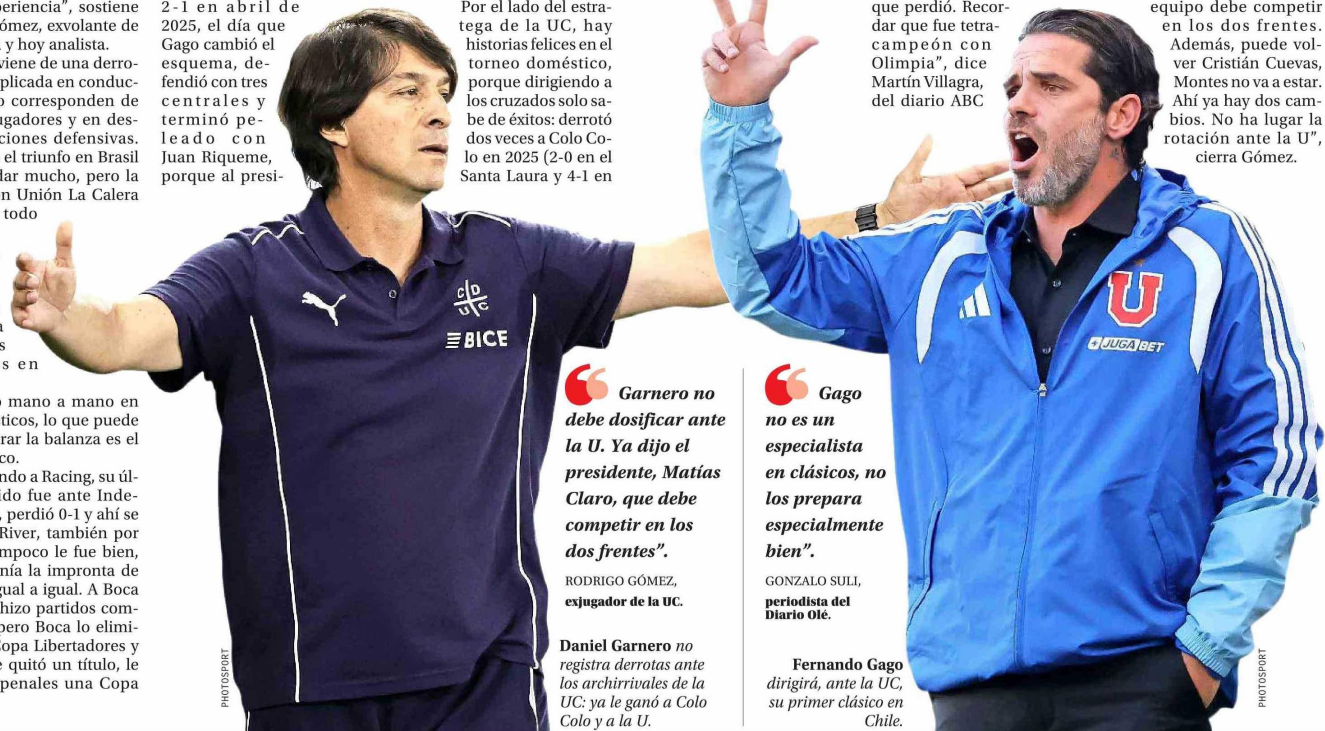 periencia”, sostiene
ómez, exvolante de
y hoy analista.
viene de una derro-
plicada en conduc-
o corresponden de
ugadores y en des-
ciones defensivas.
el triunfo en Brasil
dar mucho, pero la
n Unión La Calera
todo
s
s en
o mano a mano en
sticos, lo que puede
rar la balanza es el
co.
ndo a Racing, su úl-
ido fue ante Inde-
, perdió 0-1 y ahí se
River, también por
ampoco le fue bien,
nía la impronta de
gual a igual. A Boca
hizo partidos com-
pero Boca lo elimi-
Copa Libertadores y
e quitó un título, le
penales una Copa
2-1 en abril de
2025, el día que
Gago cambió el
esquema, de-
fendió con tres
centrales y
terminó pe-
leado con
Juan Riqueme,
porque al presi-
Por el lado del estra-
tega de la UC, hay
historias felices en el
torneo doméstico,
porque dirigiendo a
los cruzados solo sa-
be de éxitos: derrotó
dos veces a Colo Co-
lo en 2025 (2-0 en el
Santa Laura y 4-1 en
que perdió. Recor-
dar que fue tetra-
campeón con
Olimpia”, dice
Martín Villagra,
del diario ABC
equipo debe competir
en los dos frentes.
Además, puede vol-
ver Cristián Cuevas,
Montes no va a estar.
Ahí ya hay dos cam-
bios. No ha lugar la
rotación ante la U”,
cierra Gómez.
PUMA
CD
UC
BICE
U
+JUGABET
“ Garnero no
debe dosificar ante
la U. Ya dijo el
presidente, Matías
Claro, que debe
competir en los
dos frentes”.
RODRIGO GÓMEZ,
exjugador de la UC.
Daniel Garnero no
registra derrotas ante
los archirrivales de la
UC: ya le ganó a Colo
Colo y a la U.
“ Gago
no es un
especialista
en clásicos, no
los prepara
especialmente
bien”.
GONZALO SULI,
periodista del
Diario Olé.
Fernando Gago
dirigirá, ante la UC,
su primer clásico en
Chile.
PHOTOSPORT
PHOTOSPORT